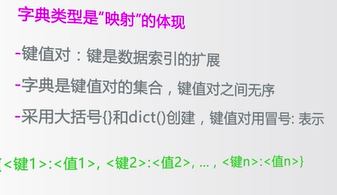 字典类型是“映射”的体现
-键值对：键是数据索引的扩展
-字典是键值对的集合，键值对之间无序
-采用大括号{}和dict()创建，键值对用冒号: 表示
{<键1>:<值1>, <键2>:<值2>, … , <键n>:<值n>}